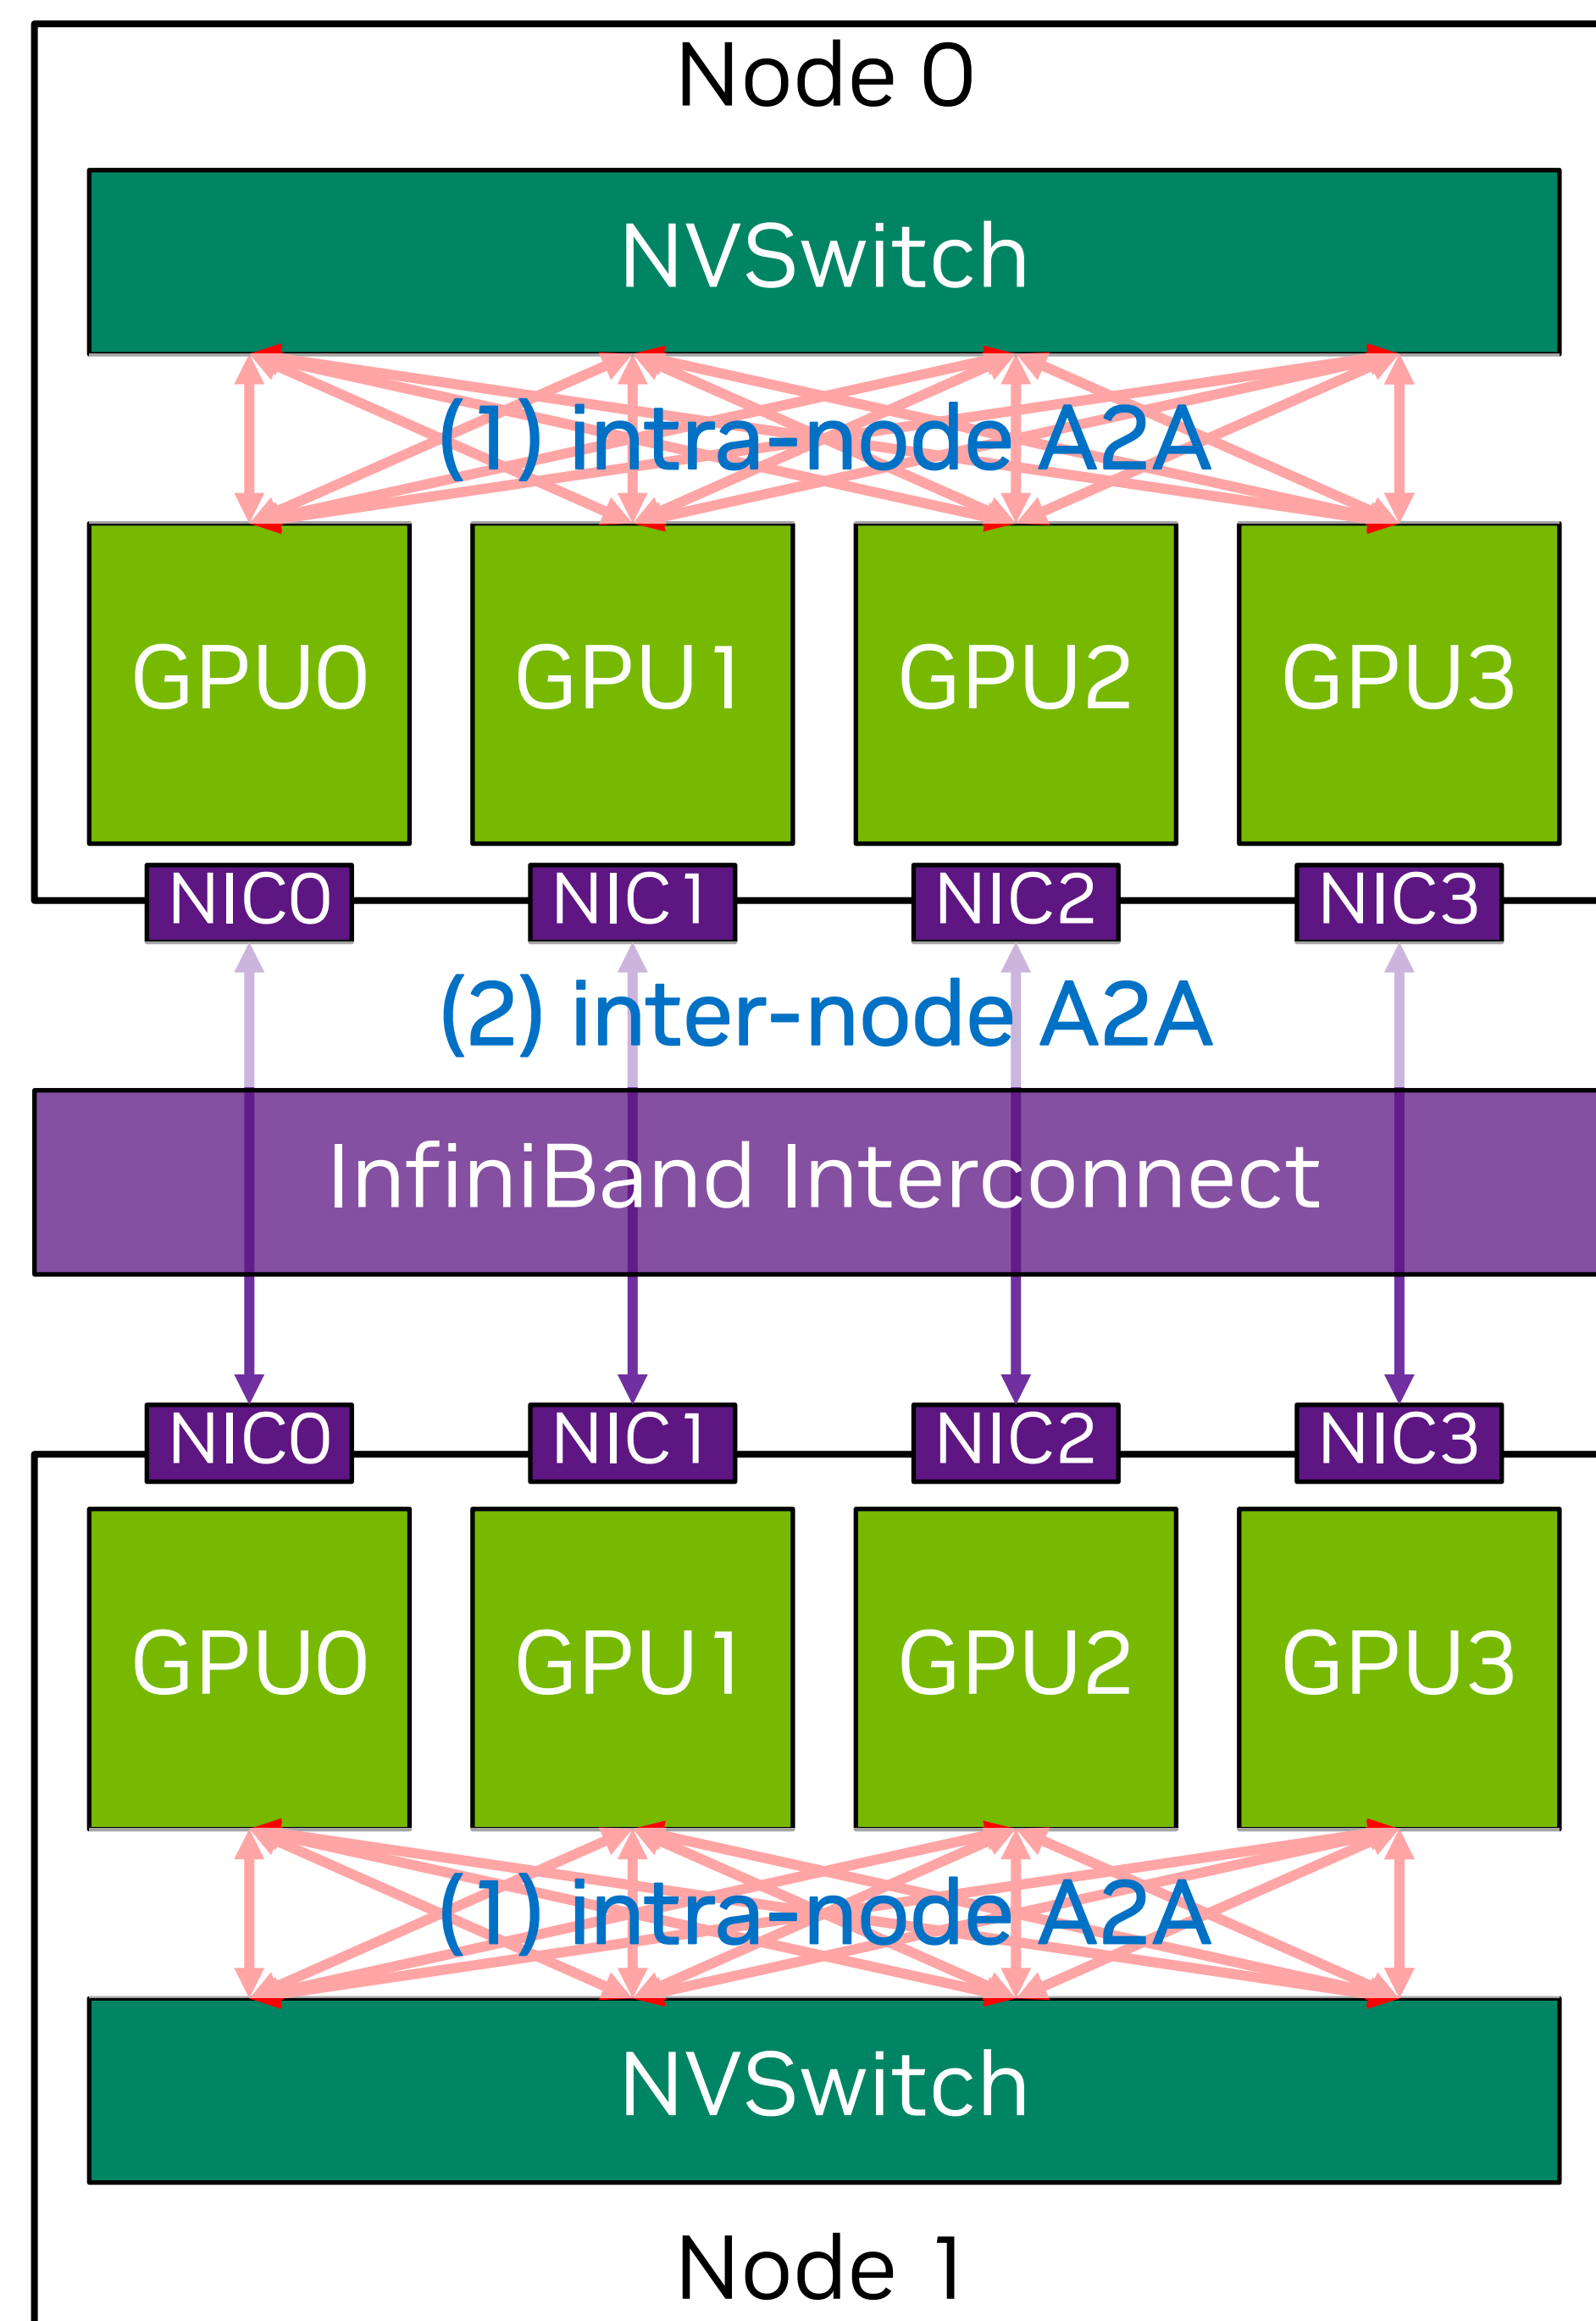 Node 0
NVSwitch
(1) intra-node A2A
GPU0 GPU1 GPU2 GPU3
NIC0 NIC1 NIC2 NIC3
(2) inter-node A2A
InfiniBand Interconnect
NIC0 NIC1 NIC2 NIC3
GPU0 GPU1 GPU2 GPU3
(1) intra-node A2A
NVSwitch
Node 1